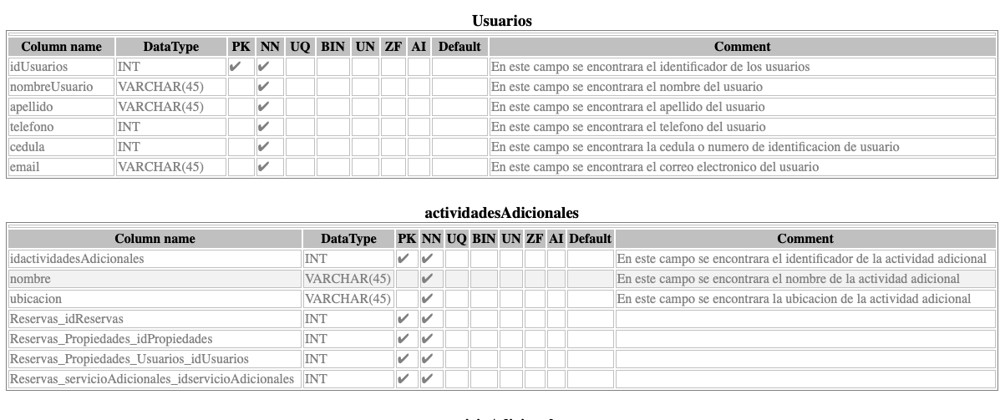 Usuarios
Column name DataType PK NN UQ BIN UN ZF AI Default Comment
idUsuarios INT ✔ ✔ En este campo se encontrara el identificador de los usuarios
nombreUsuario VARCHAR(45) ✔ En este campo se encontrara el nombre del usuario
apellido VARCHAR(45) ✔ En este campo se encontrara el apellido del usuario
telefono INT ✔ En este campo se encontrara el telefono del usuario
cedula INT ✔ En este campo se encontrara la cedula o numero de identificacion de usuario
email VARCHAR(45) ✔ En este campo se encontrara el correo electronico del usuario
actividadesAdicionales
Column name DataType PK NN UQ BIN UN ZF AI Default Comment
idactividadesAdicionales INT ✔ ✔ En este campo se encontrara el identificador de la actividad adicional
nombre VARCHAR(45) ✔ En este campo se encontrara el nombre de la actividad adicional
ubicacion VARCHAR(45) ✔ En este campo se encontrara la ubicacion de la actividad adicional
Reservas_idReservas INT ✔ ✔
Reservas_Propiedades_idPropiedades INT ✔ ✔
Reservas_Propiedades_Usuarios_idUsuarios INT ✔ ✔
Reservas_servicioAdicionales_idservicioAdicionales INT ✔ ✔